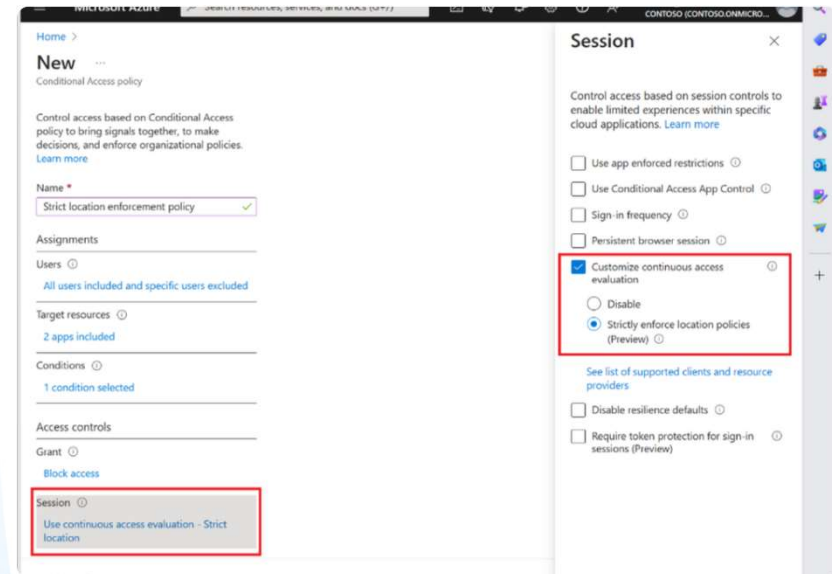 Microsoft Azure
Search resources, services, and docs (G+/)
CONTOSO (CONTOSO.ONMICRO...
Home >
New ...
Conditional Access policy
Control access based on Conditional Access
policy to bring signals together, to make
decisions, and enforce organizational policies.
Learn more
Name *
Strict location enforcement policy
Assignments
Users
All users included and specific users excluded
Target resources
2 apps included
Conditions
1 condition selected
Access controls
Grant
Block access
Session
Use continuous access evaluation - Strict
location
Session
Control access based on session controls to
enable limited experiences within specific
cloud applications. Learn more
Use app enforced restrictions
Use Conditional Access App Control
Sign-in frequency
Persistent browser session
Customize continuous access
evaluation
Disable
Strictly enforce location policies
(Preview)
See list of supported clients and resource
providers
Disable resilience defaults
Require token protection for sign-in
sessions (Preview)